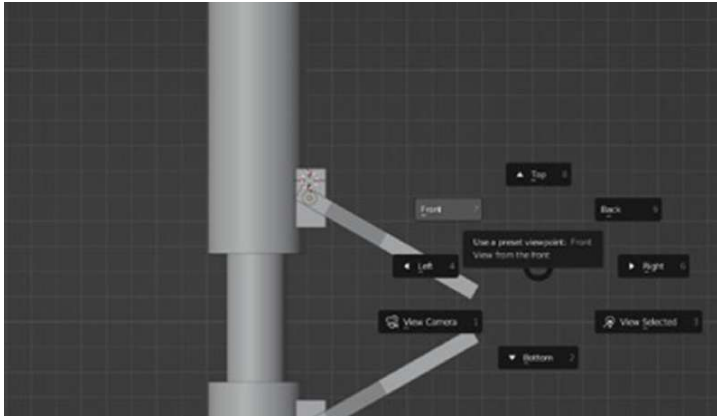 Top 8
Front 7
Back 9
Use a preset viewpoint: Front
View from the front
Left 4
Right 6
View Camera 1
View Selected 3
Bottom 2